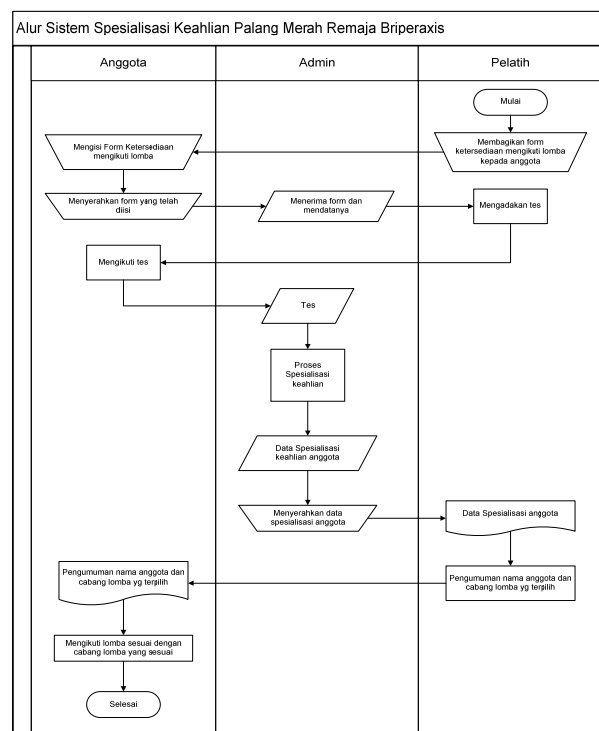 Alur Sistem Spesialisasi Keahlian Palang Merah Remaja Briperaxis
Anggota
Admin
Pelatih
Mulai
Mengisi Form Ketersediaan
mengikuti lomba
Membagikan form
ketersediaan mengikuti lomba
kepada anggota
Menyerahkan form yang telah
diisi
Menerima form dan
mendatanya
Mengadakan tes
Mengikuti tes
Tes
Proses
Spesialisasi
keahlian
Data Spesialisasi
keahlian anggota
Menyerahkan data
spesialisasi anggota
Data Spesialisasi anggota
Pengumuman nama anggota dan
cabang lomba yg terpilih
Pengumuman nama anggota dan
cabang lomba yg terpilih
Mengikuti lomba sesuai dengan
cabang lomba yang sesuai
Selesai